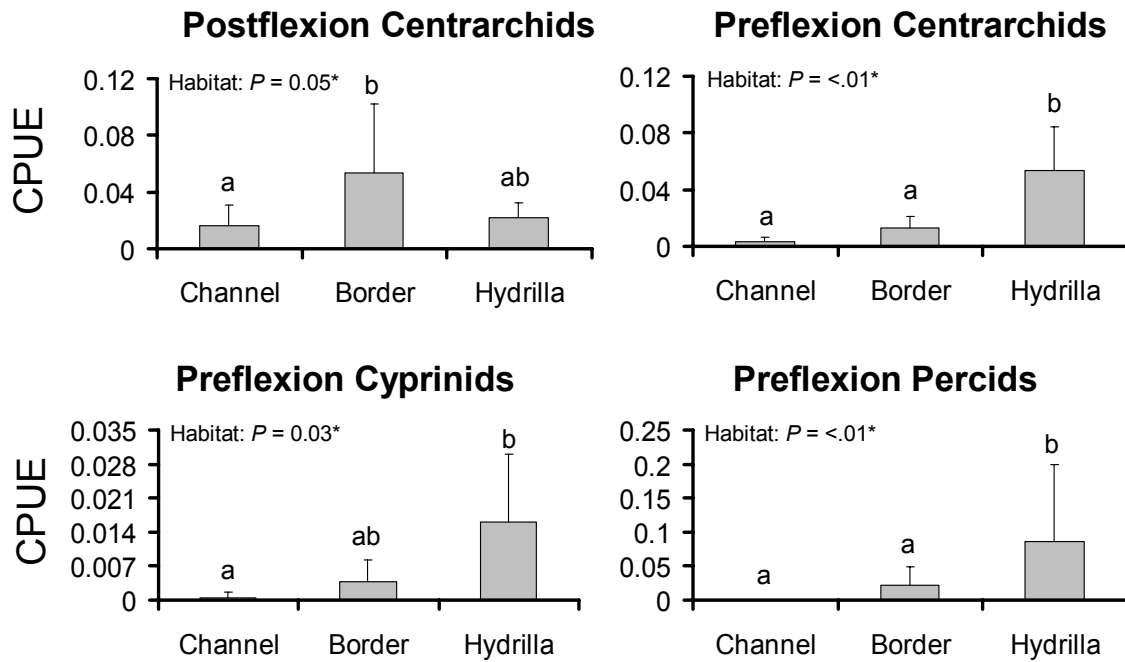 Postflexion Centrarchids
CPUE
0.12
0.08
0.04
0
Habitat: P = 0.05*
a
b
ab
Channel Border Hydrilla
Preflexion Centrarchids
0.12
0.08
0.04
0
Habitat: P = <.01*
a
a
b
Channel Border Hydrilla
Preflexion Cyprinids
CPUE
0.035
0.028
0.021
0.014
0.007
0
Habitat: P = 0.03*
a
ab
b
Channel Border Hydrilla
Preflexion Percids
0.25
0.2
0.15
0.1
0.05
0
Habitat: P = <.01*
a
a
b
Channel Border Hydrilla